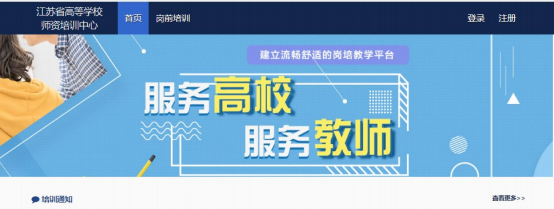 江苏省高等学校
师资培训中心
首页 岗前培训 登录 注册
建立流畅舒适的岗培教学平台
服务高校
服务教师
培训通知 查看更多>>